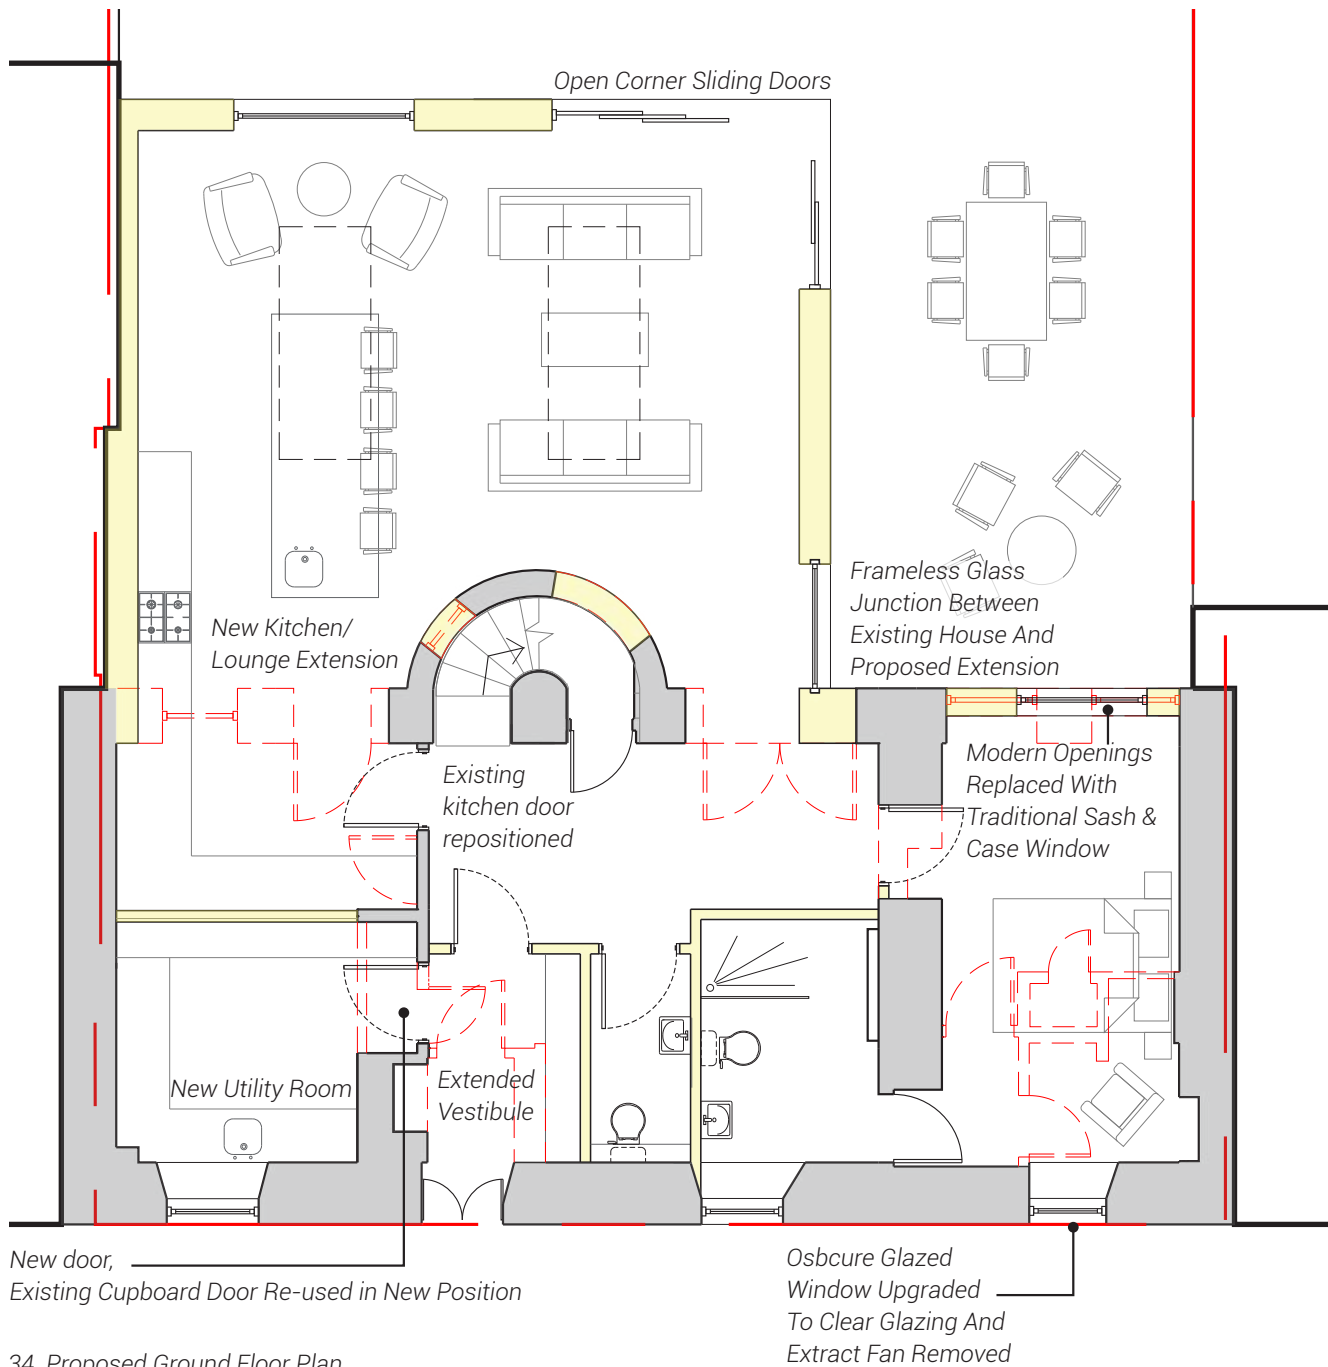 Open Corner Sliding Doors
Frameless Glass
Junction Between
Existing House And
Proposed Extension
New Kitchen/
Lounge Extension
Existing
kitchen door
repositioned
Modern Openings
Replaced With
Traditional Sash &
Case Window
New Utility Room
Extended
Vestibule
New door,
Existing Cupboard Door Re-used in New Position
Osbcure Glazed
Window Upgraded
To Clear Glazing And
Extract Fan Removed
34. Proposed Ground Floor Plan